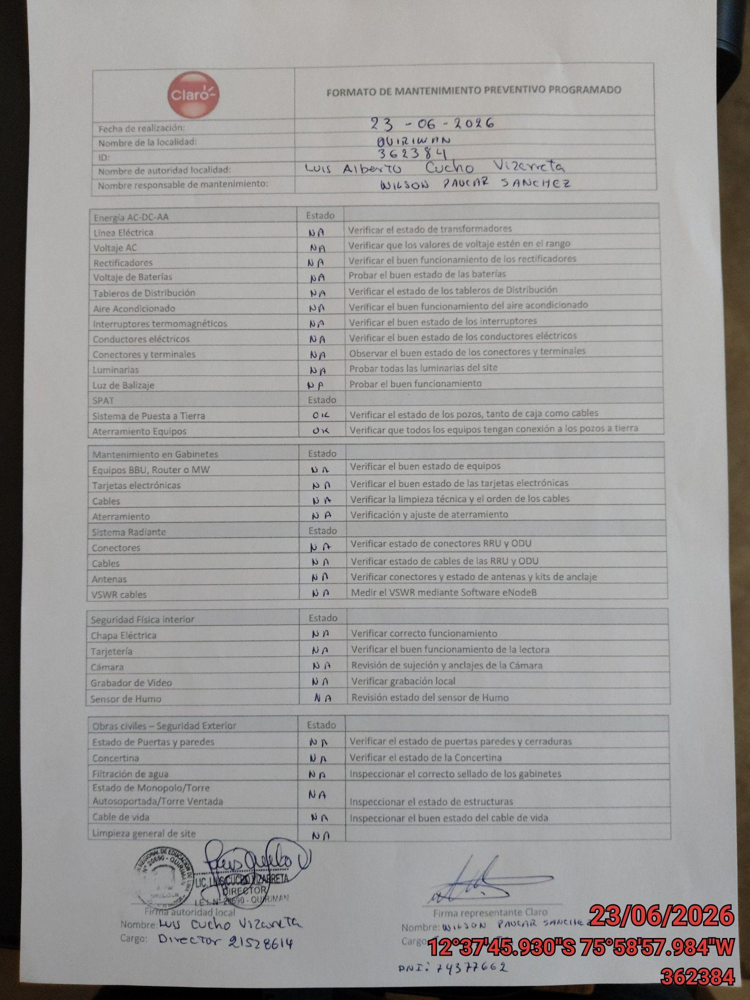 Claro
FORMATO DE MANTENIMIENTO PREVENTIVO PROGRAMADO
Fecha de realización: 23 - 06 - 2026
Nombre de la localidad: QUIRIMAN
ID: 362384
Nombre de autoridad localidad: Luis Alberto Cucho Vizarreta
Nombre responsable de mantenimiento: WILSON PAUCAR SANCHEZ
Energía AC-DC-AA Estado
Línea Eléctrica NA Verificar el estado de transformadores
Voltaje AC NA Verificar que los valores de voltaje estén en el rango
Rectificadores NA Verificar el buen funcionamiento de los rectificadores
Voltaje de Baterías NA Probar el buen estado de las baterías
Tableros de Distribución NA Verificar el estado de los tableros de Distribución
Aire Acondicionado NA Verificar el buen funcionamiento del aire acondicionado
Interruptores termomagnéticos NA Verificar el buen estado de los interruptores
Conductores eléctricos NA Verificar el buen estado de los conductores eléctricos
Conectores y terminales NA Observar el buen estado de los conectores y terminales
Luminarias NA Probar todas las luminarias del site
Luz de Balizaje NA Probar el buen funcionamiento
SPAT Estado
Sistema de Puesta a Tierra OK Verificar el estado de los pozos, tanto de caja como cables
Aterramiento Equipos OK Verificar que todos los equipos tengan conexión a los pozos a tierra
Mantenimiento en Gabinetes Estado
Equipos BBU, Router o MW NA Verificar el buen estado de equipos
Tarjetas electrónicas NA Verificar el buen estado de las tarjetas electrónicas
Cables NA Verificar la limpieza técnica y el orden de los cables
Aterramiento NA Verificación y ajuste de aterramiento
Sistema Radiante Estado
Conectores NA Verificar estado de conectores RRU y ODU
Cables NA Verificar estado de cables de las RRU y ODU
Antenas NA Verificar conectores y estado de antenas y kits de anclaje
VSWR cables NA Medir el VSWR mediante Software eNodeB
Seguridad Física interior Estado
Chapa Eléctrica NA Verificar correcto funcionamiento
Tarjetería NA Verificar el buen funcionamiento de la lectora
Cámara NA Revisión de sujeción y anclajes de la Cámara
Grabador de Video NA Verificar grabación local
Sensor de Humo NA Revisión estado del sensor de Humo
Obras civiles – Seguridad Exterior Estado
Estado de Puertas y paredes NA Verificar el estado de puertas paredes y cerraduras
Concertina NA Verificar el estado de la Concertina
Filtración de agua NA Inspeccionar el correcto sellado de los gabinetes
Estado de Monopolo/Torre
Autosoportada/Torre Ventada NA Inspeccionar el estado de estructuras
Cable de vida NA Inspeccionar el buen estado del cable de vida
Limpieza general de site NA
REGIONAL DE EDUCACION DE LIMA
N° 20690 - QUIRIMAN
DIRECCION
LIC. LUIS CUCHO VIZARRETA
DIRECTOR
I.E.I. N° 20690 - QUIRIMAN
Firma autoridad local
Nombre: Luis Cucho Vizarreta
Cargo: Director 21528614
Firma representante Claro
Nombre: WILSON PAUCAR SANCHEZ
Cargo:
DNI: 74377662
23/06/2026
12°37'45.930"S 75°58'57.984"W
362384